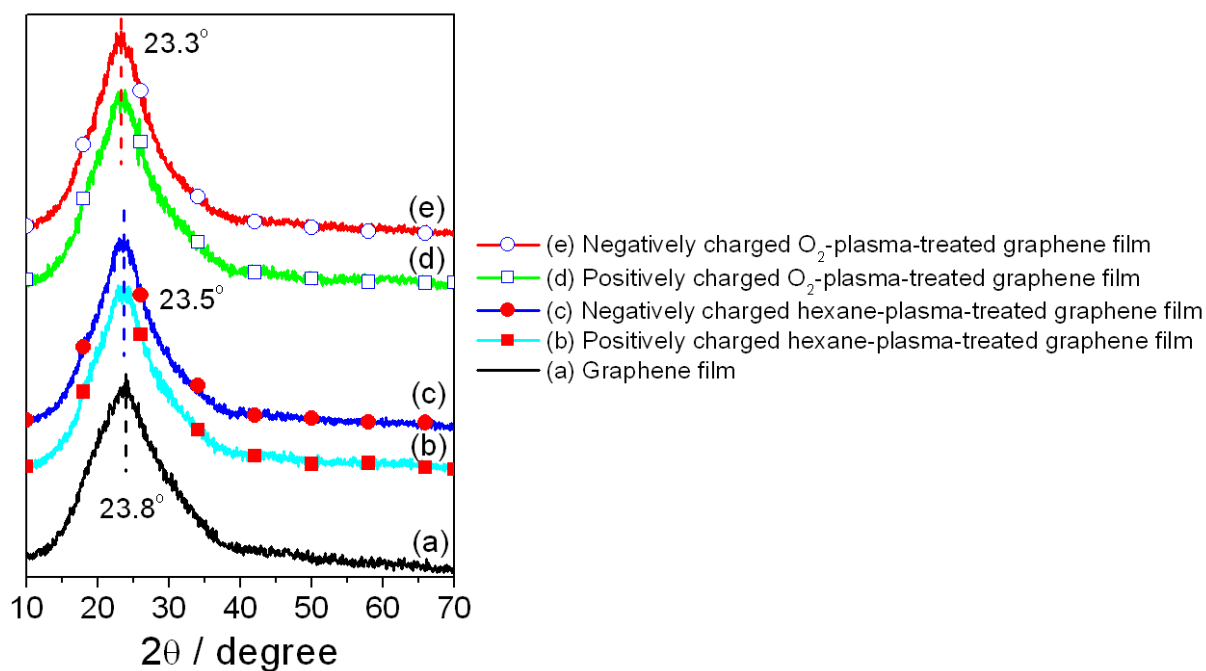 23.3°
(e)
(d)
23.5°
(c)
(b)
23.8°
(a)
10 20 30 40 50 60 70
2θ / degree
(e) Negatively charged O₂-plasma-treated graphene film
(d) Positively charged O₂-plasma-treated graphene film
(c) Negatively charged hexane-plasma-treated graphene film
(b) Positively charged hexane-plasma-treated graphene film
(a) Graphene film